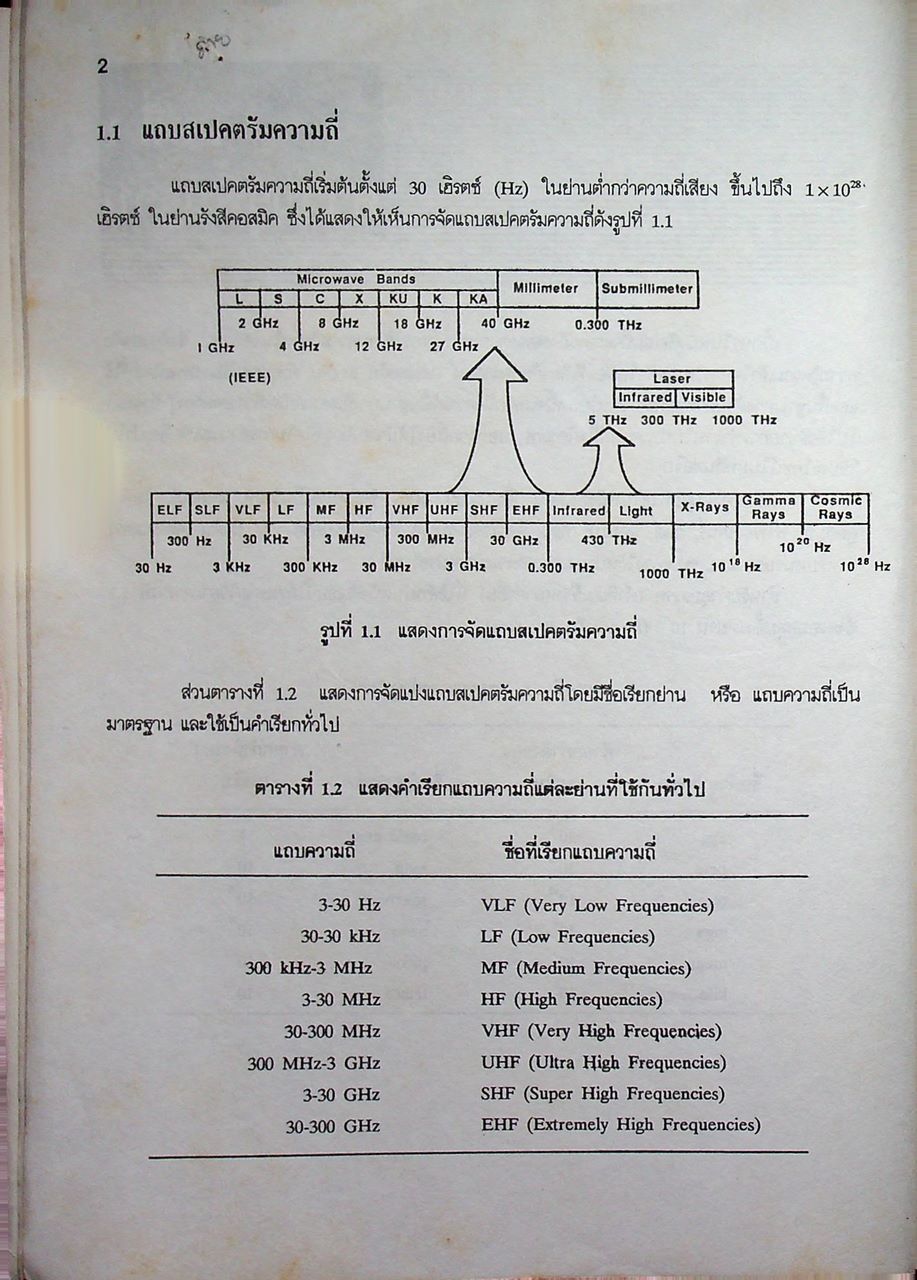 2
1.1 แถบสเปคตรัมความถี่
แถบสเปคตรัมความถี่เริ่มต้นตั้งแต่ 30 เฮิรตซ์ (Hz) ในย่านต่ำกว่าความถี่เสียง ขึ้นไปถึง 1×10²⁸
เฮิรตซ์ ในย่านรังสีคอสมิค ซึ่งได้แสดงให้เห็นการจัดแถบสเปคตรัมความถี่ดังรูปที่ 1.1
Microwave Bands Millimeter Submillimeter
L S C X KU K KA
2 GHz 8 GHz 18 GHz 40 GHz 0.300 THz
1 GHz 4 GHz 12 GHz 27 GHz
(IEEE)
Laser
Infrared Visible
5 THz 300 THz 1000 THz
ELF SLF VLF LF MF HF VHF UHF SHF EHF Infrared Light X-Rays Gamma Rays Cosmic Rays
300 Hz 30 KHz 3 MHz 300 MHz 30 GHz 430 THz 10²⁰ Hz
30 Hz 3 KHz 300 KHz 30 MHz 3 GHz 0.300 THz 1000 THz 10¹⁸ Hz 10²⁸ Hz
รูปที่ 1.1 แสดงการจัดแถบสเปคตรัมความถี่
ส่วนตารางที่ 1.2 แสดงการจัดแบ่งแถบสเปคตรัมความถี่โดยมีชื่อเรียกย่าน หรือ แถบความถี่เป็น
มาตรฐาน และใช้เป็นคำเรียกทั่วไป
ตารางที่ 1.2 แสดงคำเรียกแถบความถี่แต่ละย่านที่ใช้กันทั่วไป
แถบความถี่ ชื่อที่เรียกแถบความถี่
3-30 Hz VLF (Very Low Frequencies)
30-30 kHz LF (Low Frequencies)
300 kHz-3 MHz MF (Medium Frequencies)
3-30 MHz HF (High Frequencies)
30-300 MHz VHF (Very High Frequencies)
300 MHz-3 GHz UHF (Ultra High Frequencies)
3-30 GHz SHF (Super High Frequencies)
30-300 GHz EHF (Extremely High Frequencies)